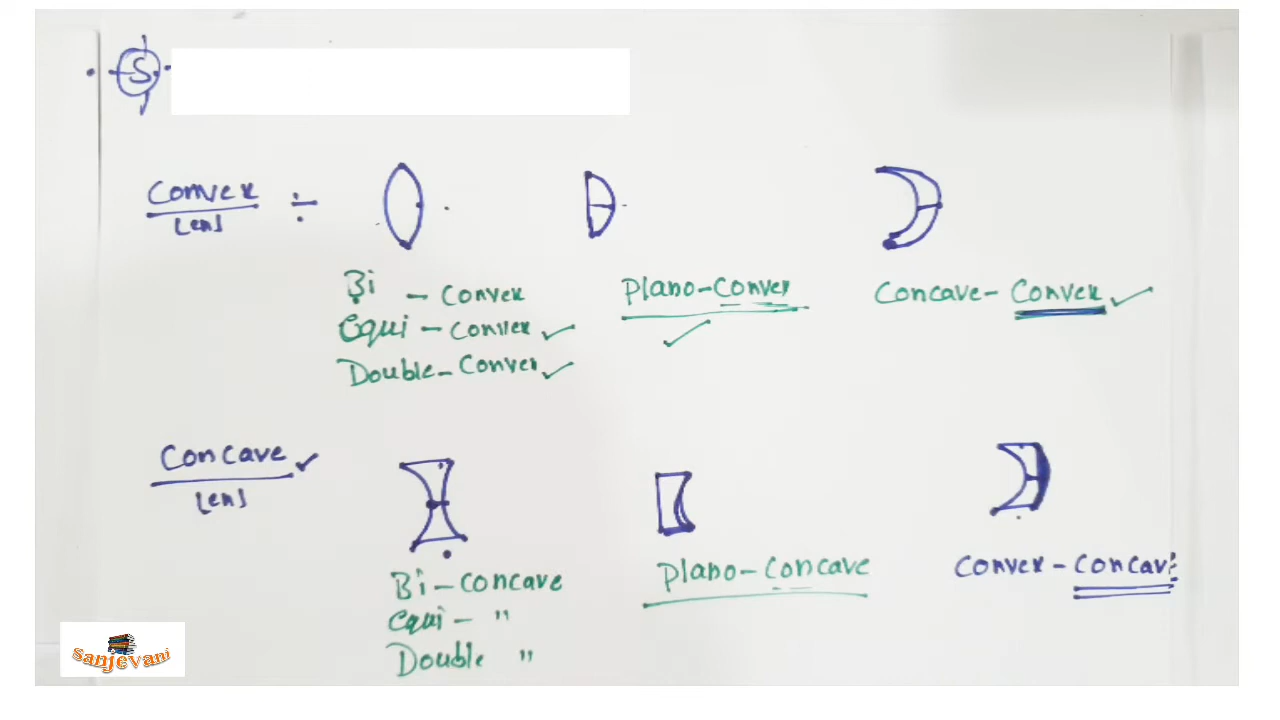 S
Convex
Lens
Bi - Convex
Equi - Convex
Double - Convex
Plano - Convex
Concave - Convex
Concave
Lens
Bi - Concave
Equi - "
Double "
Plano - Concave
Convex - Concave
Sanjevani